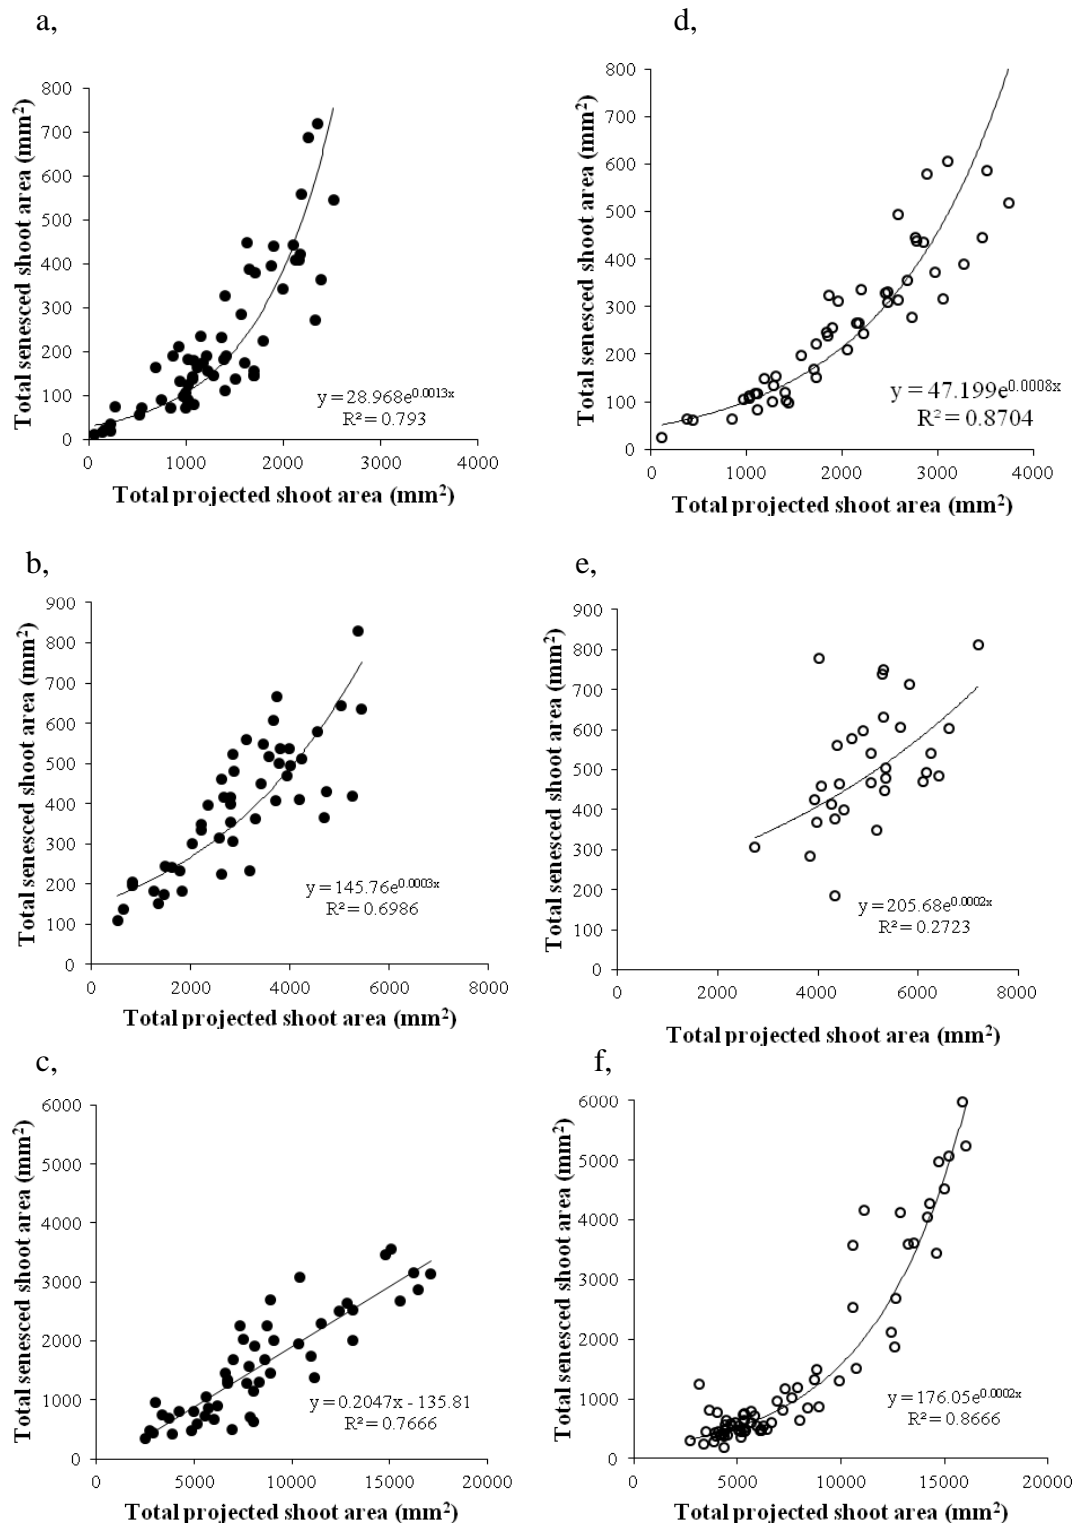 a,
Total senesced shoot area (mm²)
800
700
600
500
400
300
200
100
0
y = 28.968e^0.0013x
R² = 0.793
0 1000 2000 3000 4000
Total projected shoot area (mm²)
d,
Total senesced shoot area (mm²)
800
700
600
500
400
300
200
100
0
y = 47.199e^0.0008x
R² = 0.8704
0 1000 2000 3000 4000
Total projected shoot area (mm²)
b,
Total senesced shoot area (mm²)
900
800
700
600
500
400
300
200
100
0
y = 145.76e^0.0003x
R² = 0.6986
0 2000 4000 6000 8000
Total projected shoot area (mm²)
e,
Total senesced shoot area (mm²)
900
800
700
600
500
400
300
200
100
0
y = 205.68e^0.0002x
R² = 0.2723
0 2000 4000 6000 8000
Total projected shoot area (mm²)
c,
Total senesced shoot area (mm²)
6000
5000
4000
3000
2000
1000
0
y = 0.2047x - 135.81
R² = 0.7666
0 5000 10000 15000 20000
Total projected shoot area (mm²)
f,
Total senesced shoot area (mm²)
6000
5000
4000
3000
2000
1000
0
y = 176.05e^0.0002x
R² = 0.8666
0 5000 10000 15000 20000
Total projected shoot area (mm²)